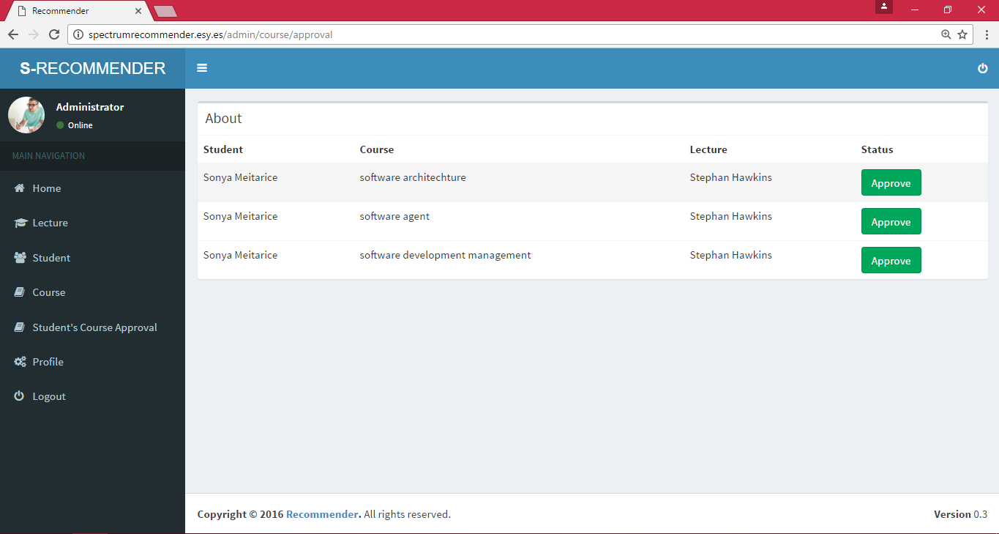 Recommender
spectrumrecommender.esy.es/admin/course/approval
S-RECOMMENDER
Administrator
Online
MAIN NAVIGATION
Home
Lecture
Student
Course
Student's Course Approval
Profile
Logout
About
Student Course Lecture Status
Sonya Meitarice software architechture Stephan Hawkins Approve
Sonya Meitarice software agent Stephan Hawkins Approve
Sonya Meitarice software development management Stephan Hawkins Approve
Copyright © 2016 Recommender. All rights reserved. Version 0.3